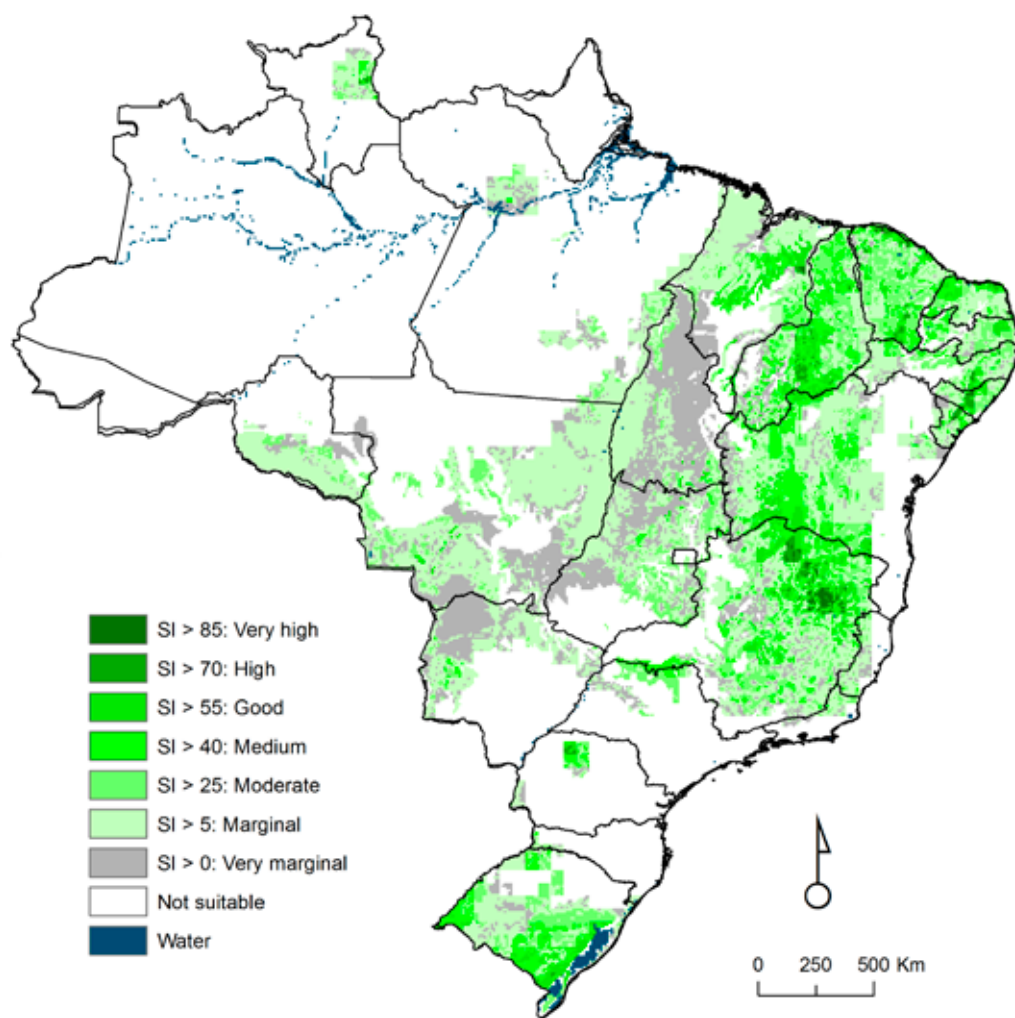 SI > 85: Very high
SI > 70: High
SI > 55: Good
SI > 40: Medium
SI > 25: Moderate
SI > 5: Marginal
SI > 0: Very marginal
Not suitable
Water
0 250 500 Km